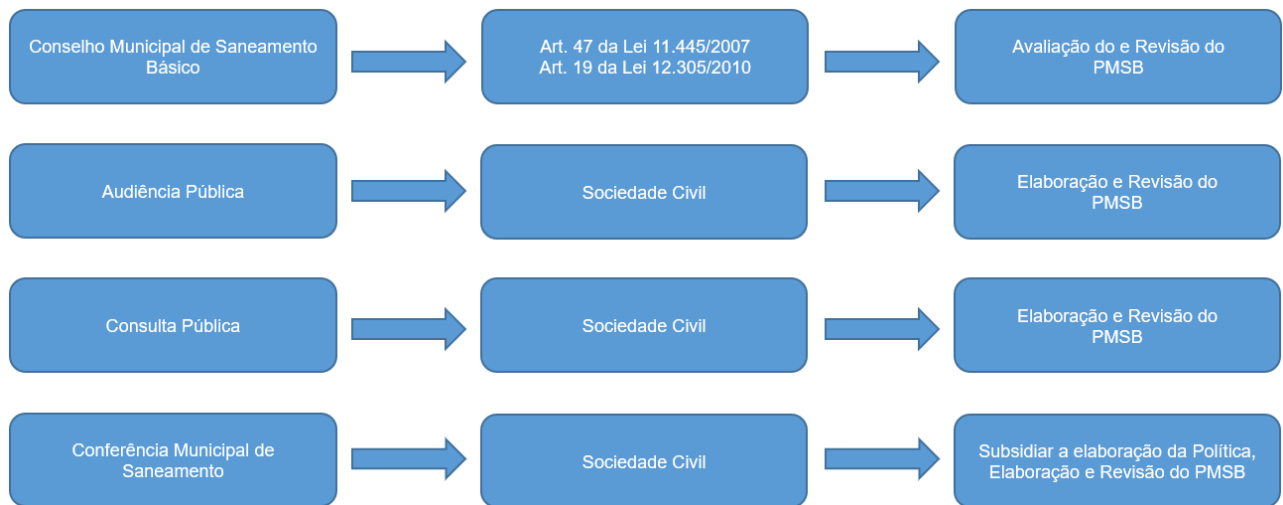 Conselho Municipal de Saneamento
Básico
Art. 47 da Lei 11.445/2007
Art. 19 da Lei 12.305/2010
Avaliação do e Revisão do
PMSB
Audiência Pública
Sociedade Civil
Elaboração e Revisão do
PMSB
Consulta Pública
Sociedade Civil
Elaboração e Revisão do
PMSB
Conferência Municipal de
Saneamento
Sociedade Civil
Subsidiar a elaboração da Política,
Elaboração e Revisão do PMSB